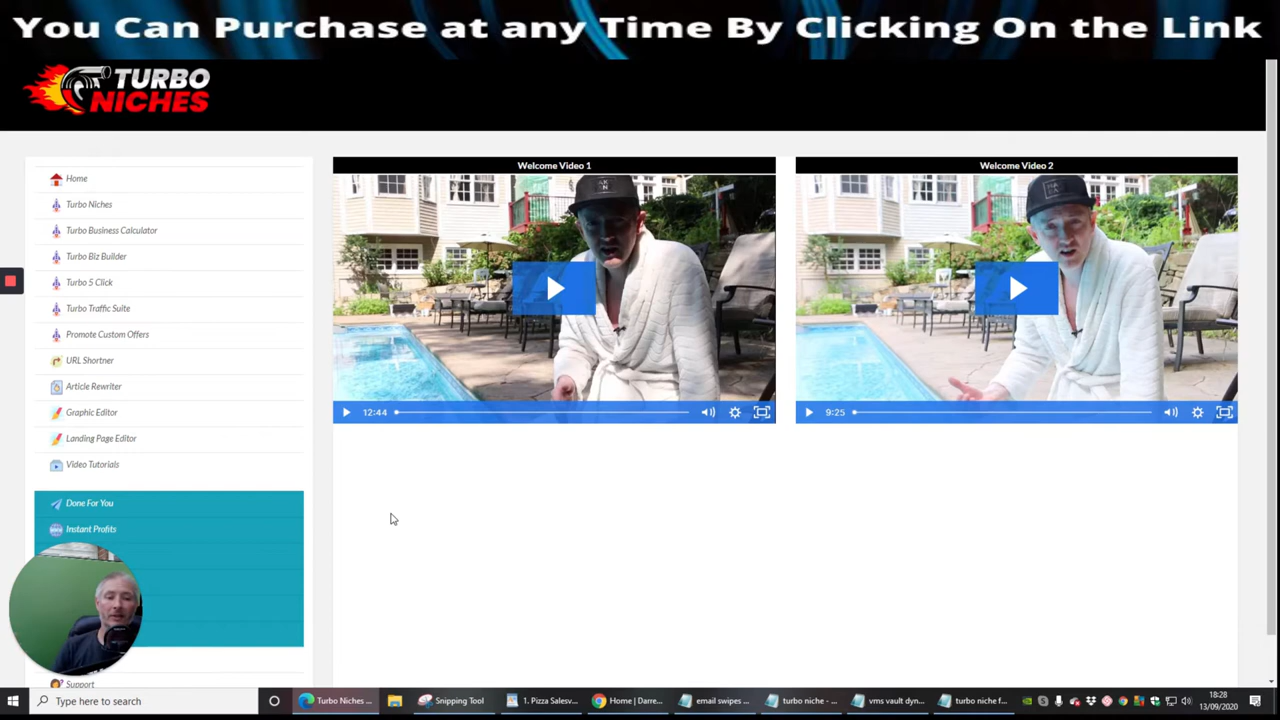 You Can Purchase at any Time By Clicking On the Link
TURBO
NICHES
Welcome Video 1
Welcome Video 2
Home
Turbo Niches
Turbo Business Calculator
Turbo Biz Builder
Turbo 5 Click
Turbo Traffic Suite
Promote Custom Offers
URL Shortner
Article Rewriter
Graphic Editor
Landing Page Editor
Video Tutorials
12:44
9:25
Done For You
Instant Profits
Support
Type here to search
Turbo Niches ...
Snipping Tool
1. Pizza Salesv...
Home | Darre...
email swipes ...
turbo niche - ...
vms vault dyn...
turbo niche f...
18:28
13/09/2020